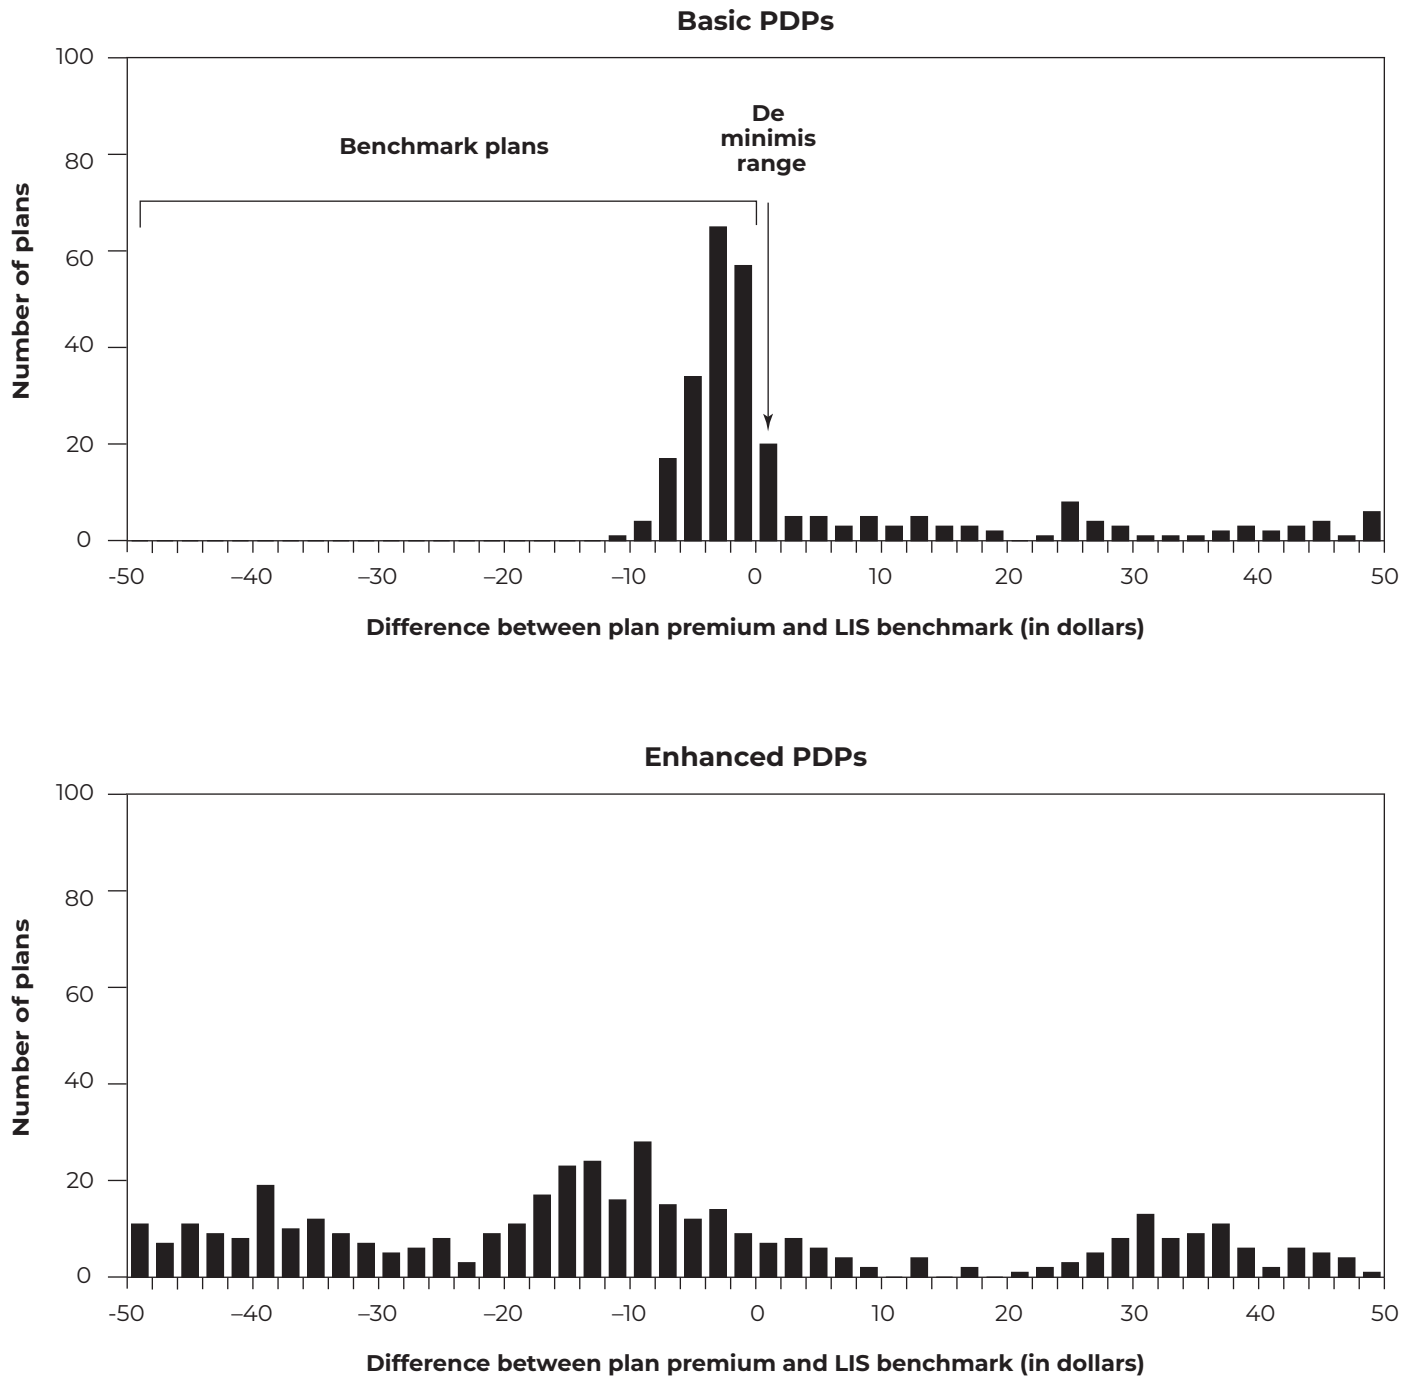 Basic PDPs
100
80
60
40
20
0
Number of plans
Benchmark plans
De
minimis
range
-50 –40 –30 –20 –10 0 10 20 30 40 50
Difference between plan premium and LIS benchmark (in dollars)
Enhanced PDPs
100
80
60
40
20
0
Number of plans
-50 –40 –30 –20 –10 0 10 20 30 40 50
Difference between plan premium and LIS benchmark (in dollars)